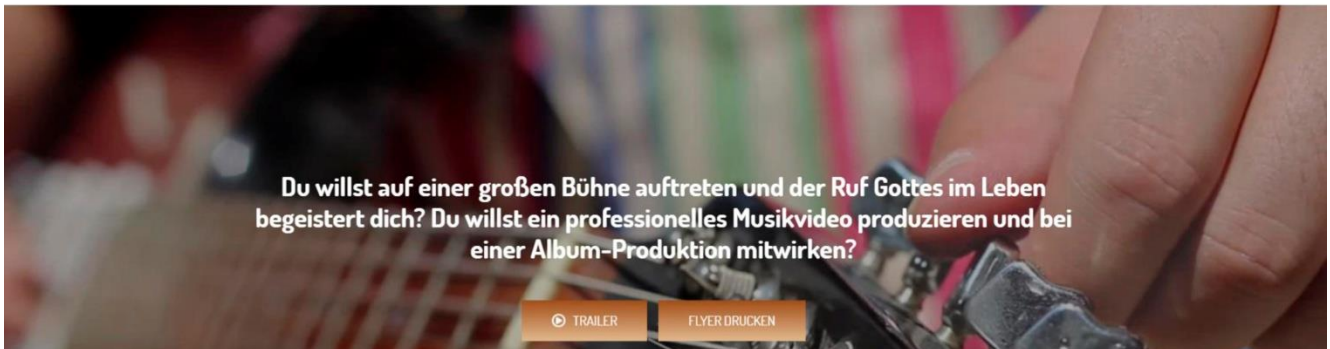 Du willst auf einer großen Bühne auftreten und der Ruf Gottes im Leben
begeistert dich? Du willst ein professionelles Musikvideo produzieren und bei
einer Album-Produktion mitwirken?
TRAILER FLYER DRUCKEN